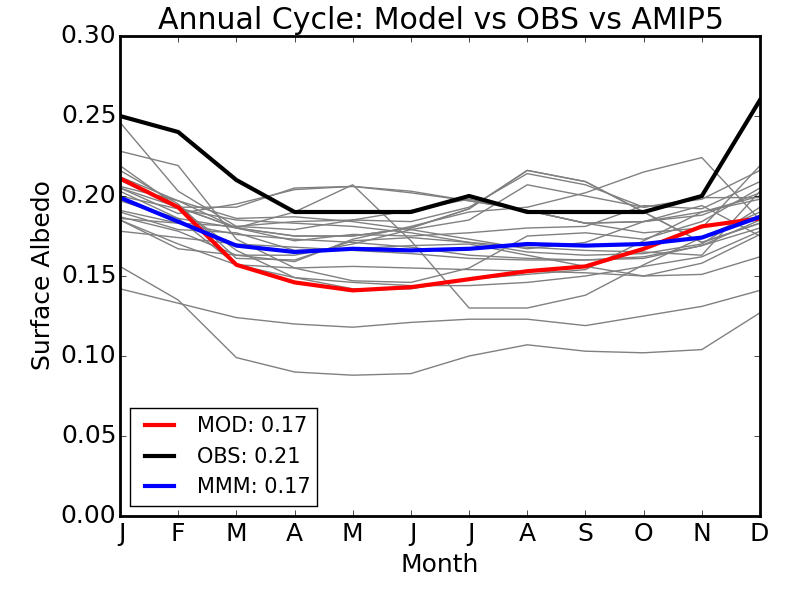 Annual Cycle: Model vs OBS vs AMIP5
0.30
0.25
0.20
0.15
0.10
0.05
0.00
Surface Albedo
MOD: 0.17
OBS: 0.21
MMM: 0.17
J F M A M J J A S O N D
Month